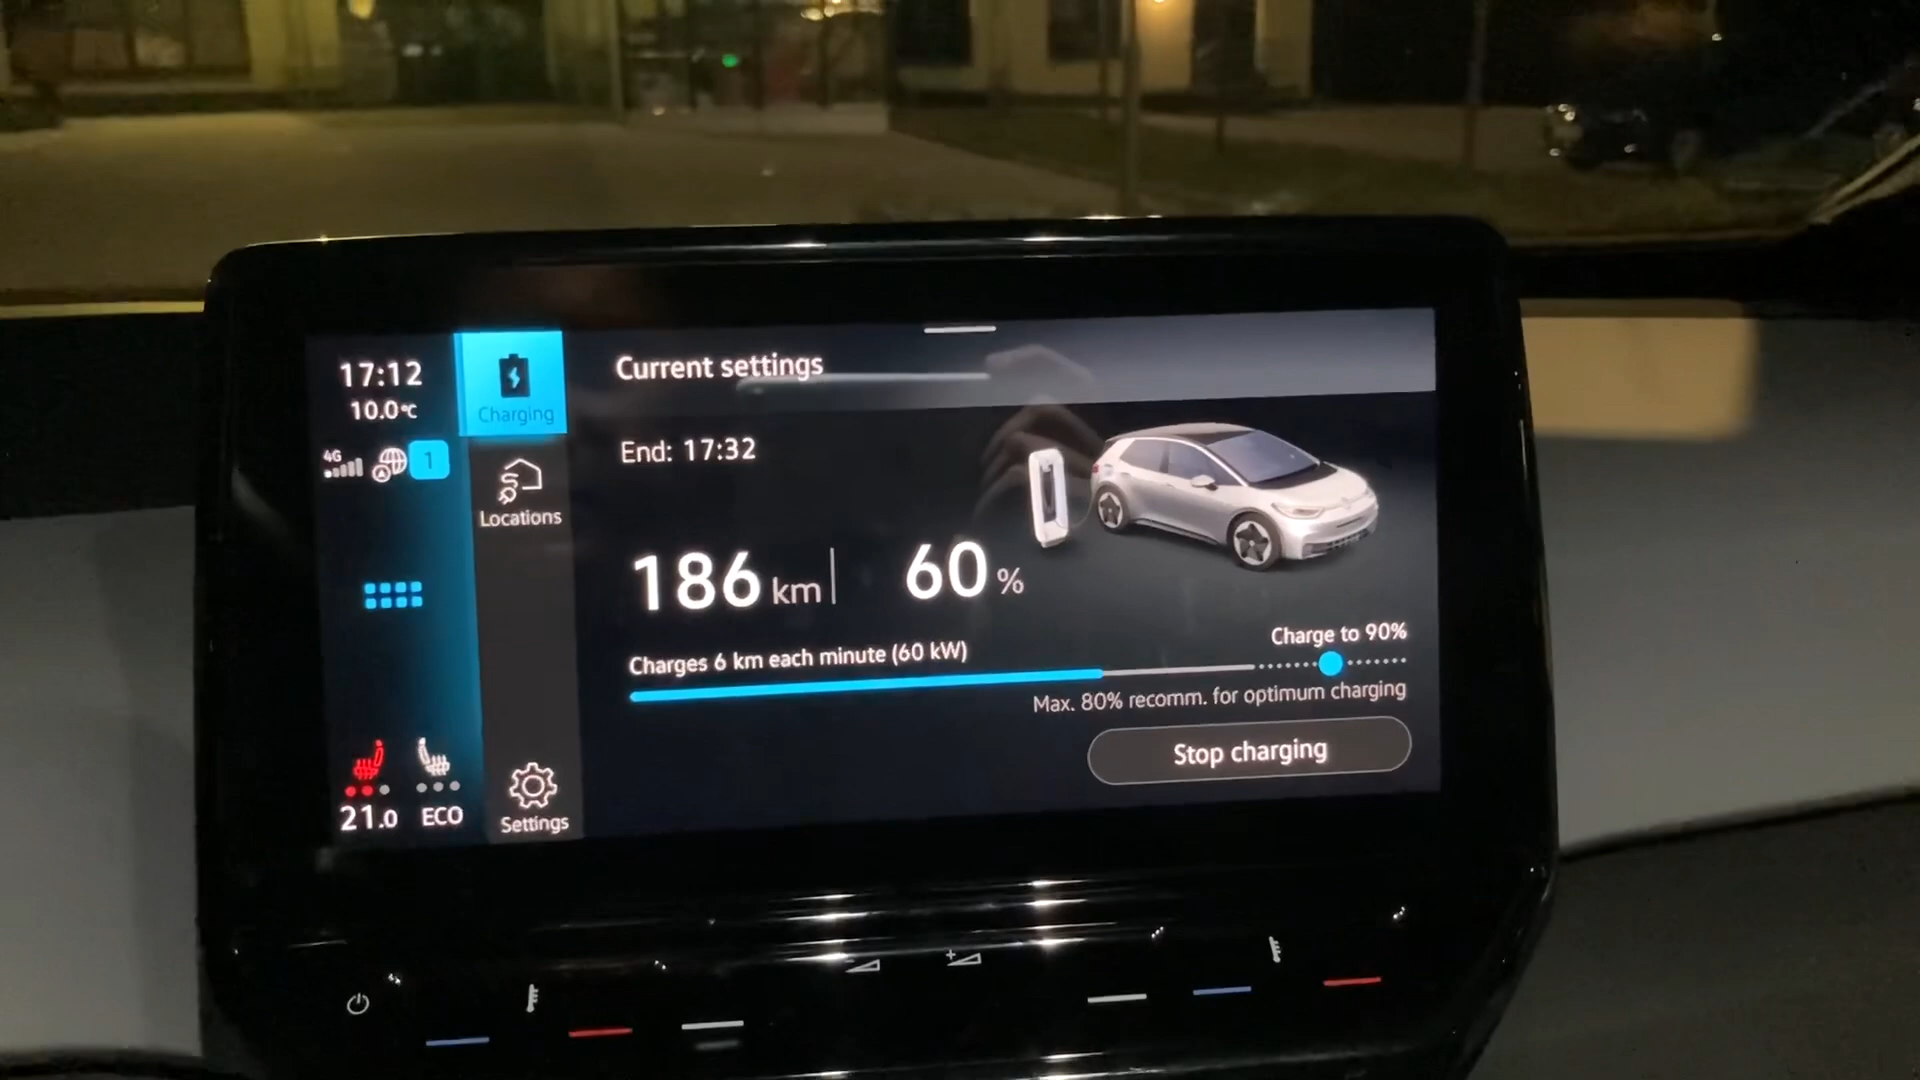 17:12
10.0°C
4G
1
Charging
Locations
Settings
21.0
ECO
Current settings
End: 17:32
186 km
60 %
Charges 6 km each minute (60 kW)
Charge to 90%
Max. 80% recomm. for optimum charging
Stop charging